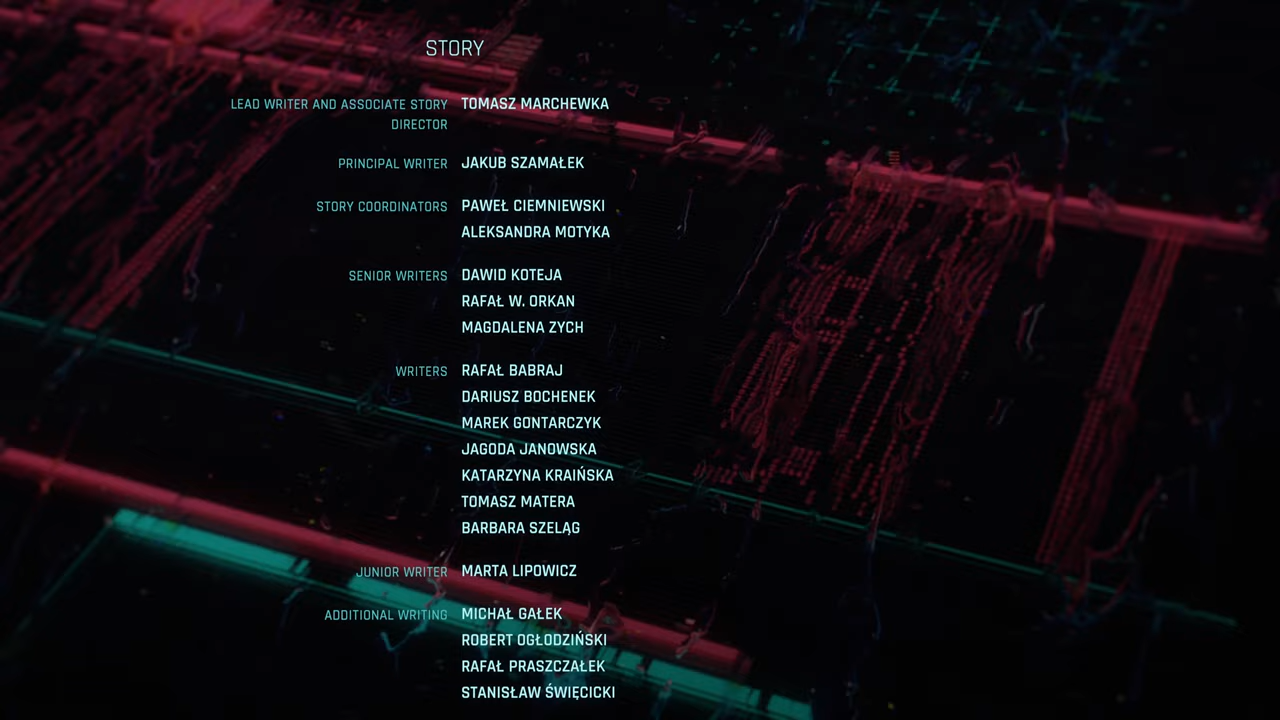 STORY
LEAD WRITER AND ASSOCIATE STORY DIRECTOR TOMASZ MARCHEWKA
PRINCIPAL WRITER JAKUB SZAMAŁEK
STORY COORDINATORS PAWEŁ CIEMNIEWSKI
ALEKSANDRA MOTYKA
SENIOR WRITERS DAWID KOTEJA
RAFAŁ W. ORKAN
MAGDALENA ZYCH
WRITERS RAFAŁ BABRAJ
DARIUSZ BOCHENEK
MAREK GONTARCZYK
JAGODA JANOWSKA
KATARZYNA KRAIŃSKA
TOMASZ MATERA
BARBARA SZELĄG
JUNIOR WRITER MARTA LIPOWICZ
ADDITIONAL WRITING MICHAŁ GAŁEK
ROBERT OGŁODZIŃSKI
RAFAŁ PRASZCZAŁEK
STANISŁAW ŚWIĘCICKI